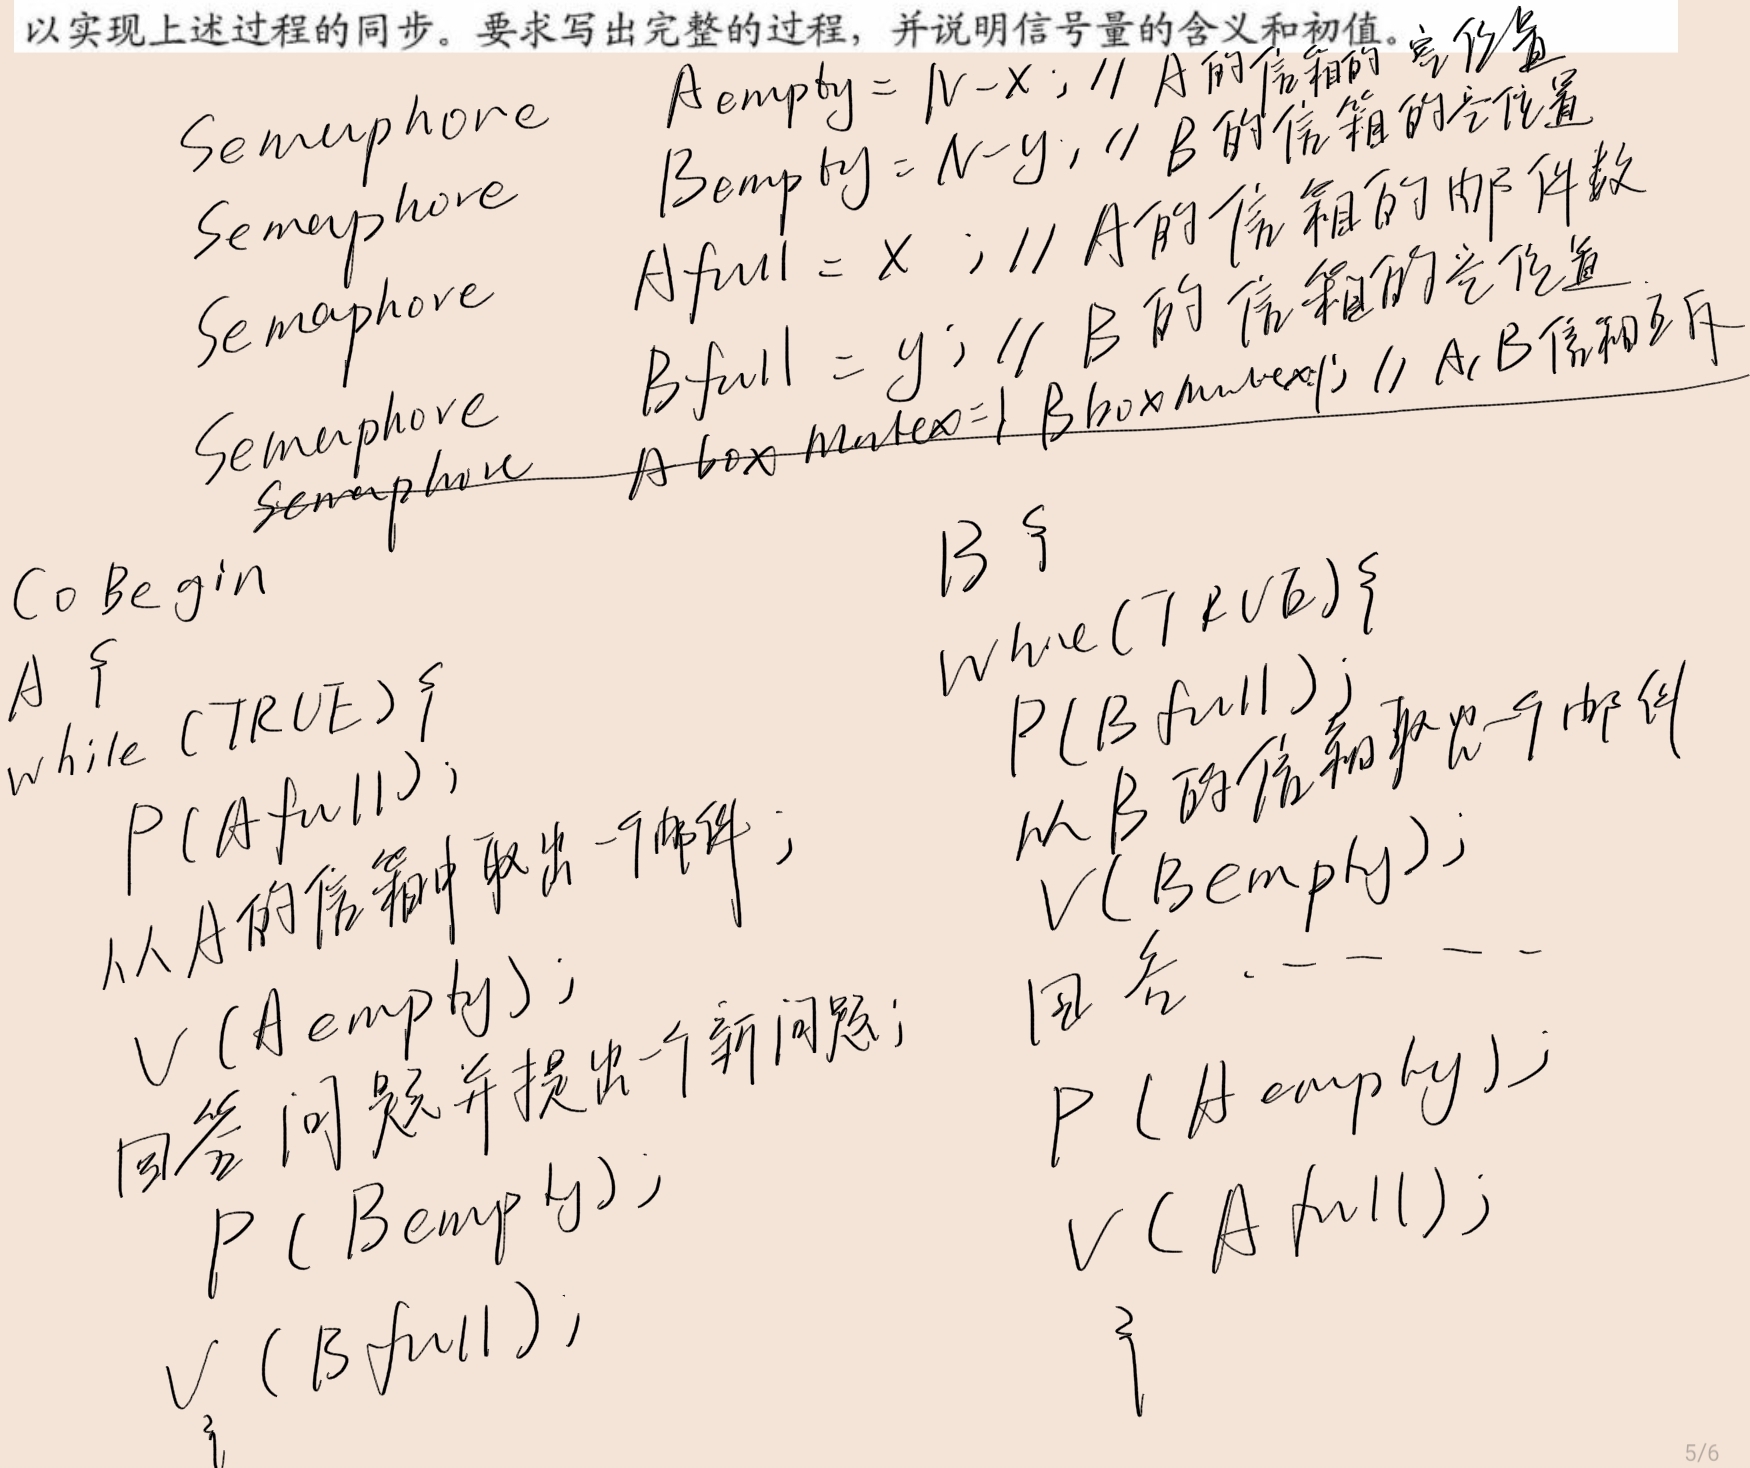 以实现上述过程的同步。要求写出完整的过程，并说明信号量的含义和初值。
Semaphore Aempty = N-x; // A的信箱的空位置
Semaphore Bempty = N-y; // B的信箱的空位置
Semaphore Afull = x; // A的信箱的邮件数
Semaphore Bfull = y; // B的信箱的空位置
Semaphore Abox Mutex=1 Bbox mutex; // A,B信箱互斥
CoBegin
A {
while (TRUE) {
P(Afull);
从A的信箱中取出一个邮件;
V(Aempty);
回答问题并提出一个新问题;
P(Bempty);
V(Bfull);
}
B {
while(TRUE){
P(Bfull);
从B的信箱取出一个邮件
V(Bempty);
回答 . - - - -
P(Aempty);
V(Afull);
}
5/6